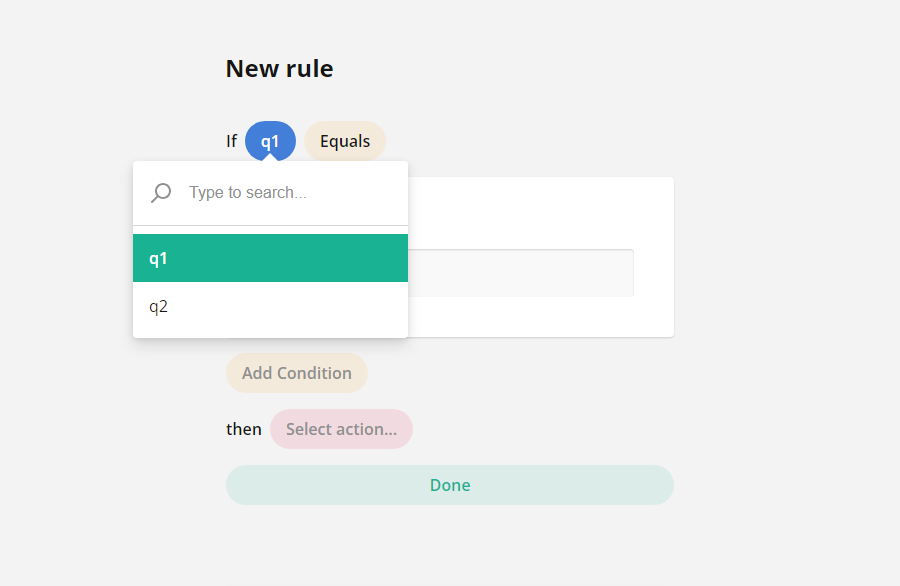 New rule
If q1 Equals
Type to search...
q1
q2
Add Condition
then Select action...
Done